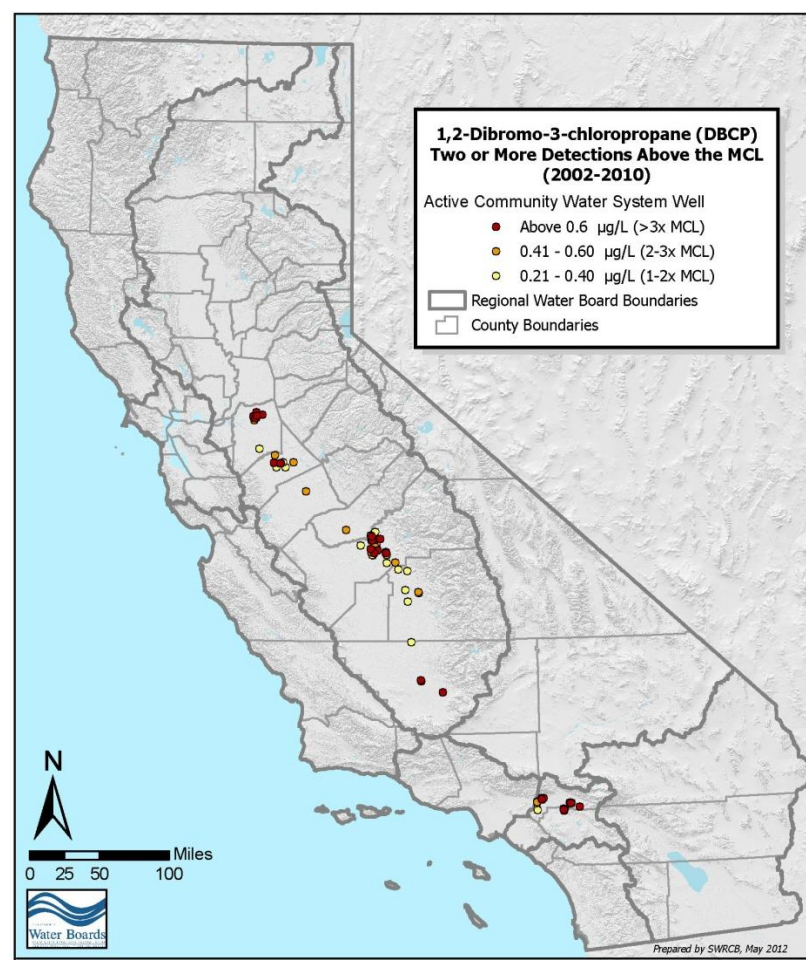 1,2-Dibromo-3-chloropropane (DBCP)
Two or More Detections Above the MCL
(2002-2010)
Active Community Water System Well
Above 0.6 µg/L (>3x MCL)
0.41 - 0.60 µg/L (2-3x MCL)
0.21 - 0.40 µg/L (1-2x MCL)
Regional Water Board Boundaries
County Boundaries
N
Miles
0 25 50 100
Water Boards
Prepared by SWRCB, May 2012